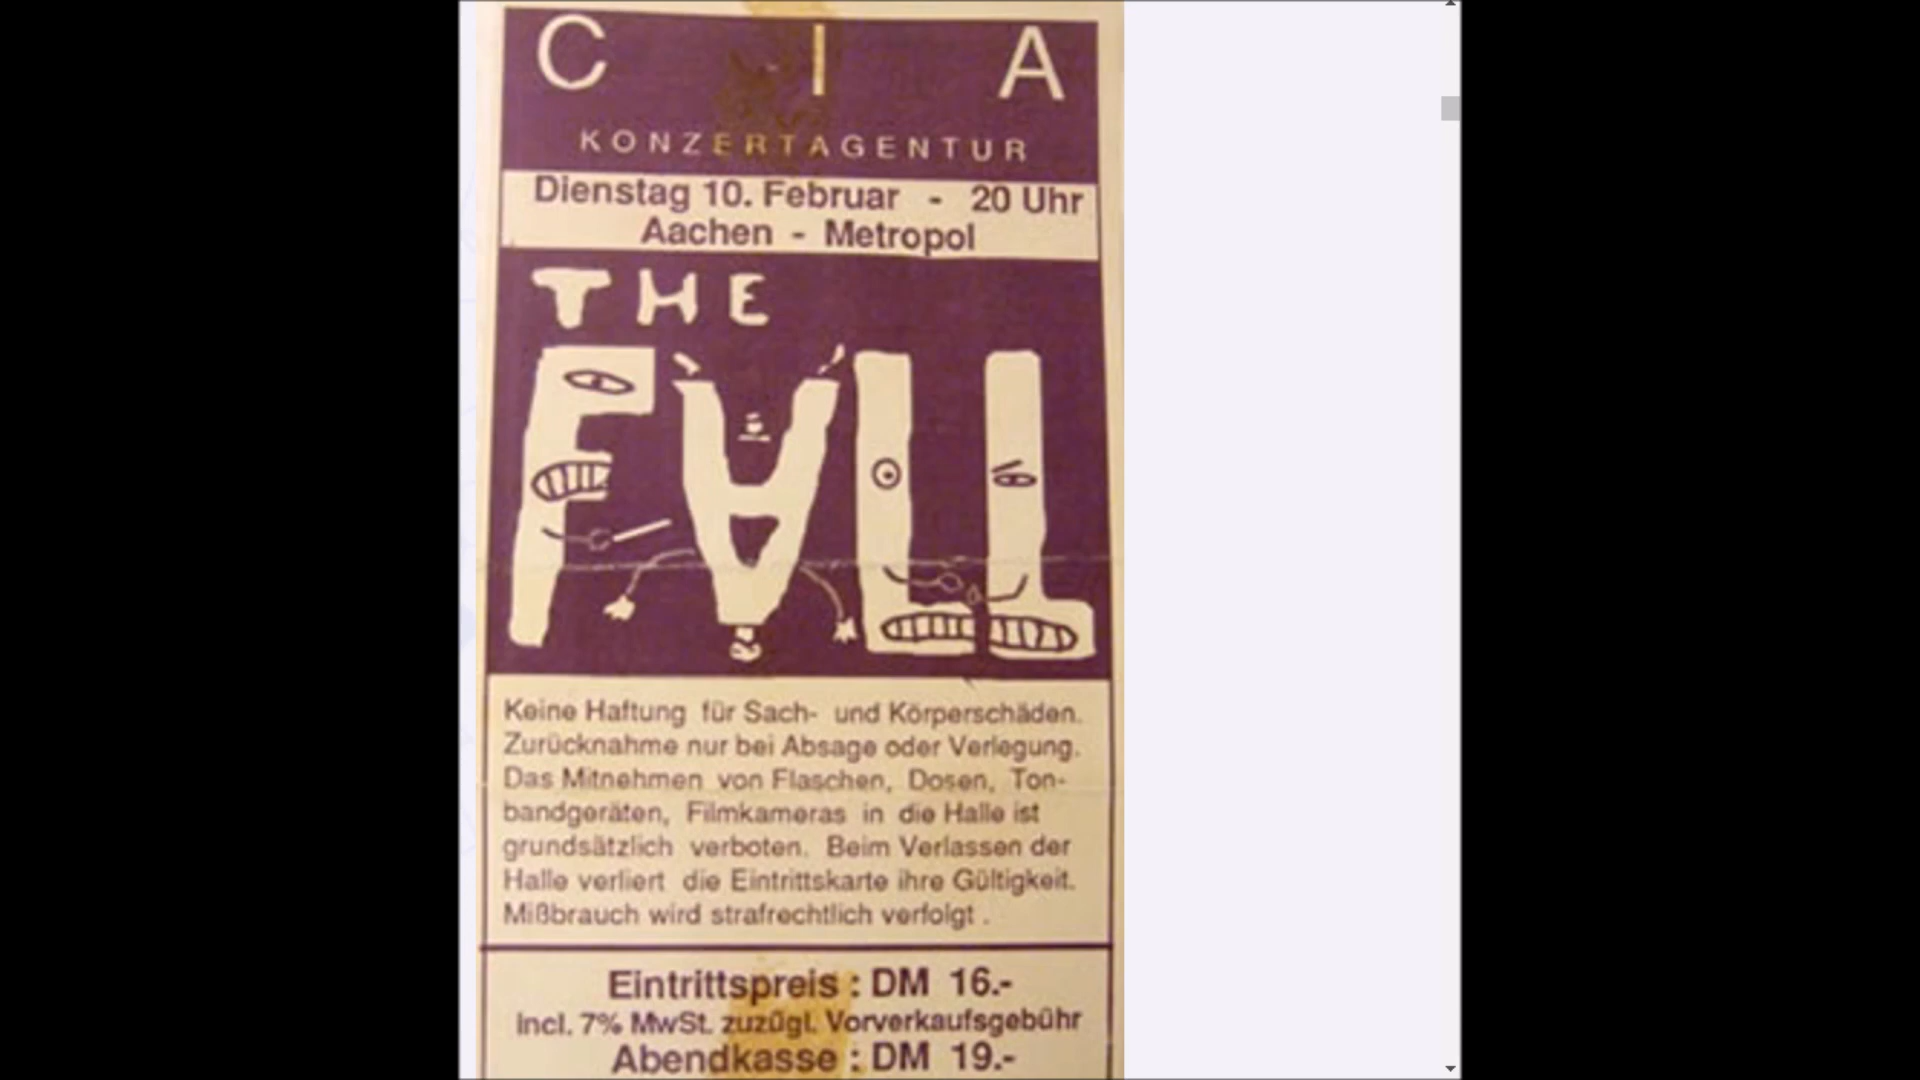 C I A
KONZERTAGENTUR
Dienstag 10. Februar - 20 Uhr
Aachen - Metropol
THE
FALL
Keine Haftung für Sach- und Körperschäden.
Zurücknahme nur bei Absage oder Verlegung.
Das Mitnehmen von Flaschen, Dosen, Ton-
bandgeräten, Filmkameras in die Halle ist
grundsätzlich verboten. Beim Verlassen der
Halle verliert die Eintrittskarte ihre Gültigkeit.
Mißbrauch wird strafrechtlich verfolgt .
Eintrittspreis : DM 16.-
incl. 7% MwSt. zuzügl. Vorverkaufsgebühr
Abendkasse : DM 19.-